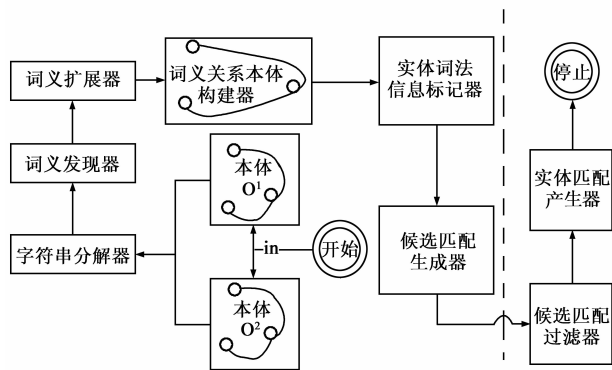 词义扩展器
词义关系本体
构建器
实体词法
信息标记器
停止
词义发现器
本体
O¹
实体匹配
产生器
字符串分解器
in
开始
候选匹配
生成器
本体
O²
候选匹配
过滤器